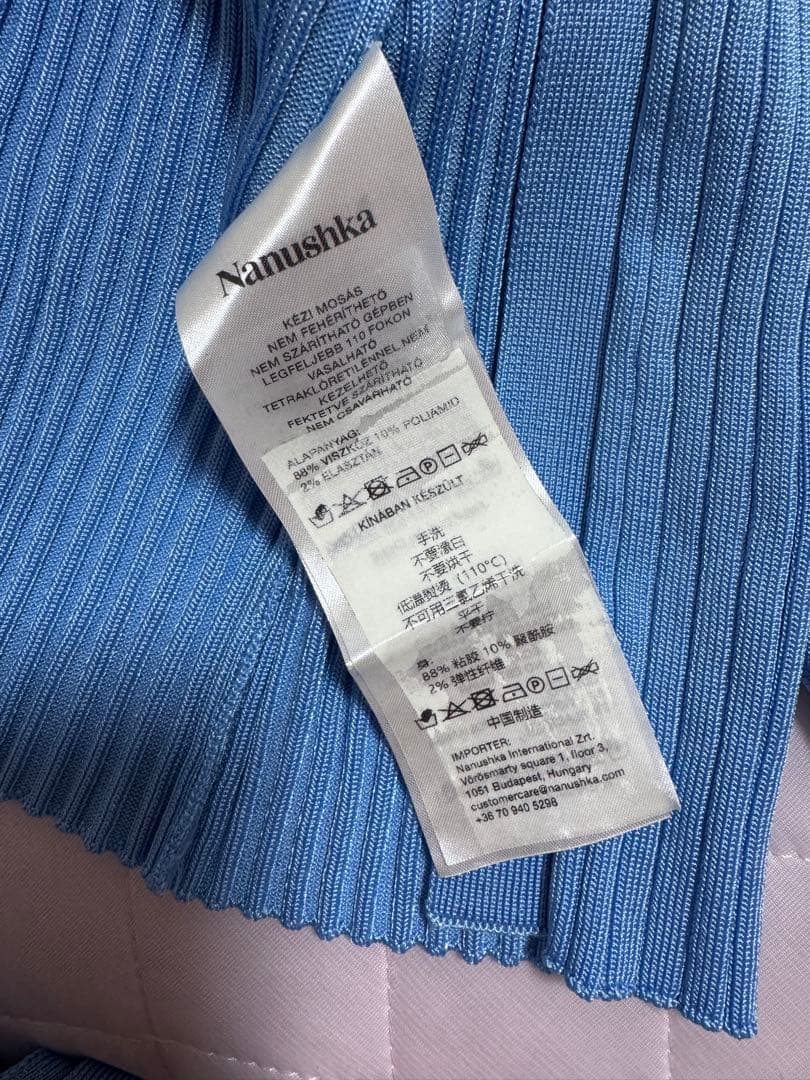 Nanushka
KÉZI MOSÁS
NEM FEHÉRÍTHETŐ
NEM SZÁRÍTHATÓ GÉPBEN
LEGFELJEBB 110 FOKON
VASALHATÓ
TETRAKLÓRETILÉNNEL NEM
KEZELHETŐ
FEKTETVE SZÁRÍTHATÓ
NEM CSAVARHATÓ
ALAPANYAG:
88% VISZKÓZ 10% POLIAMID
2% ELASZTÁN
KÍNÁBAN KÉSZÜLT
手洗
不要漂白
不要烘干
低温熨烫 (110°C)
不可用三氯乙烯干洗
平干
不要拧
身:
88% 粘胶 10% 聚酰胺
2% 弹性纤维
中国制造
IMPORTER:
Nanushka International Zrt.
Vörösmarty square 1, floor 3,
1051 Budapest, Hungary
customercare@nanushka.com
+36 70 940 5298